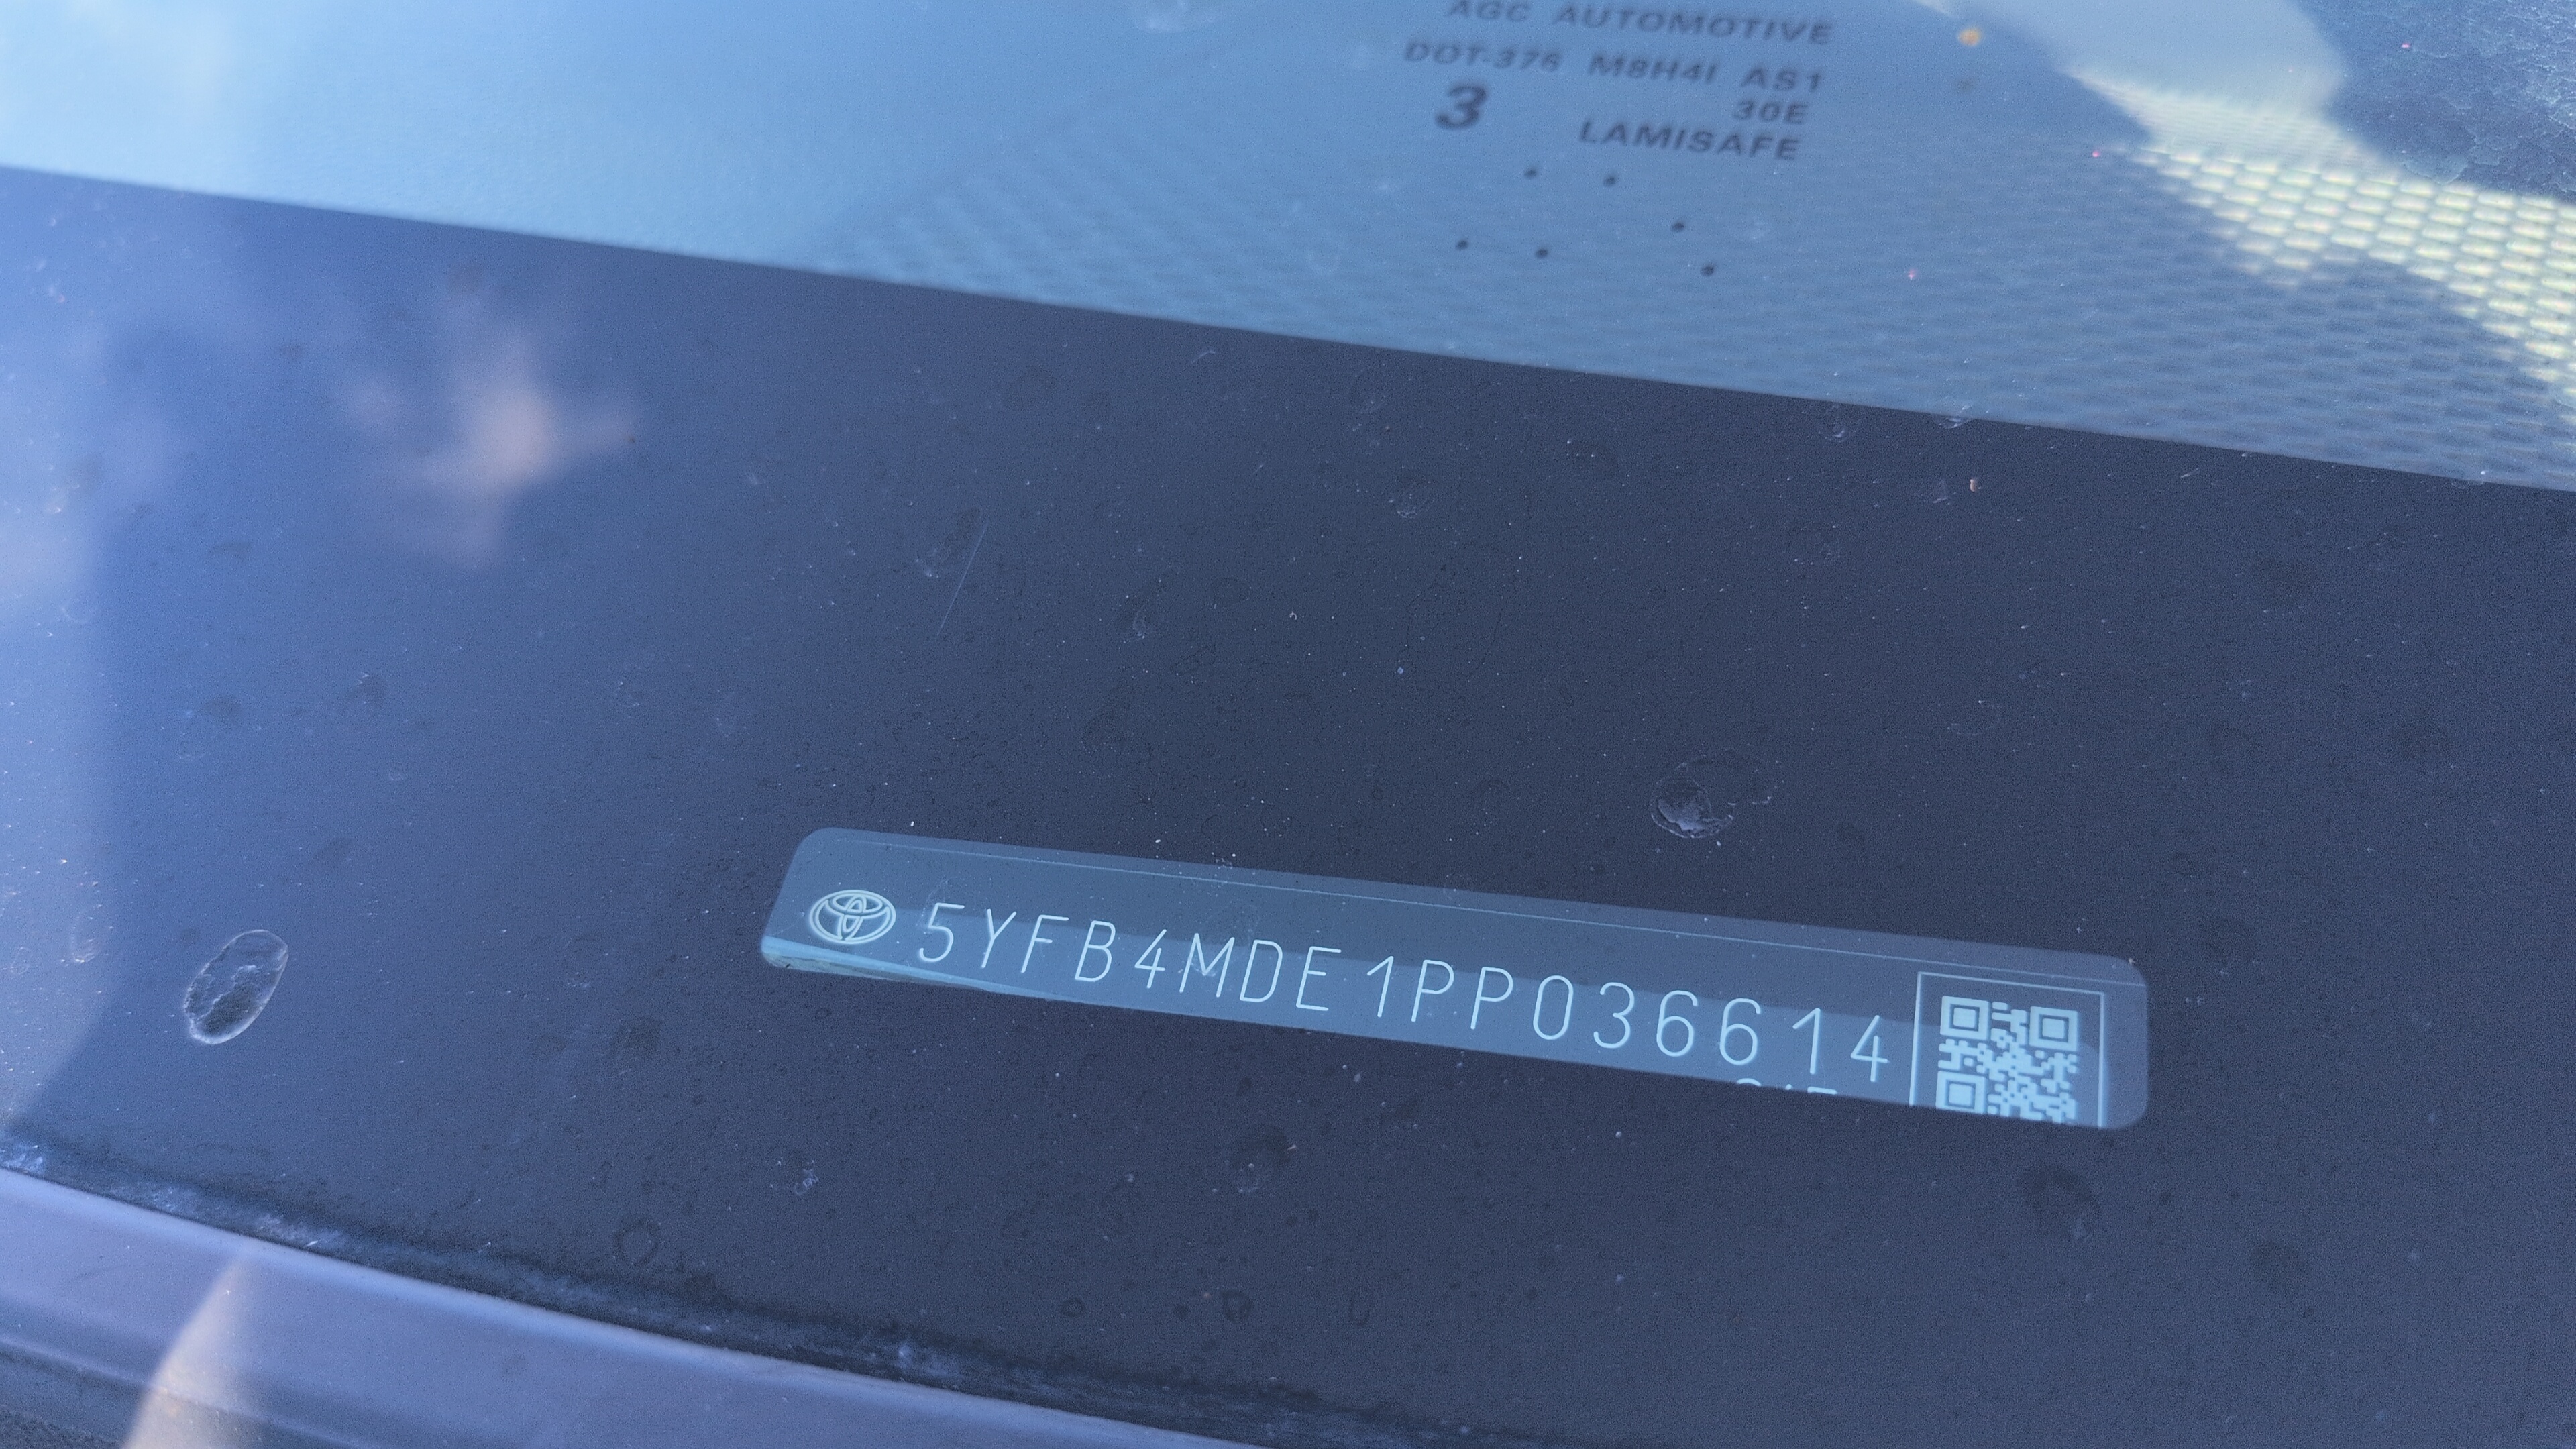 AGC AUTOMOTIVE
DOT-376 M8H4I AS1
3 30E
LAMISAFE
5YFB4MDE1PP036614